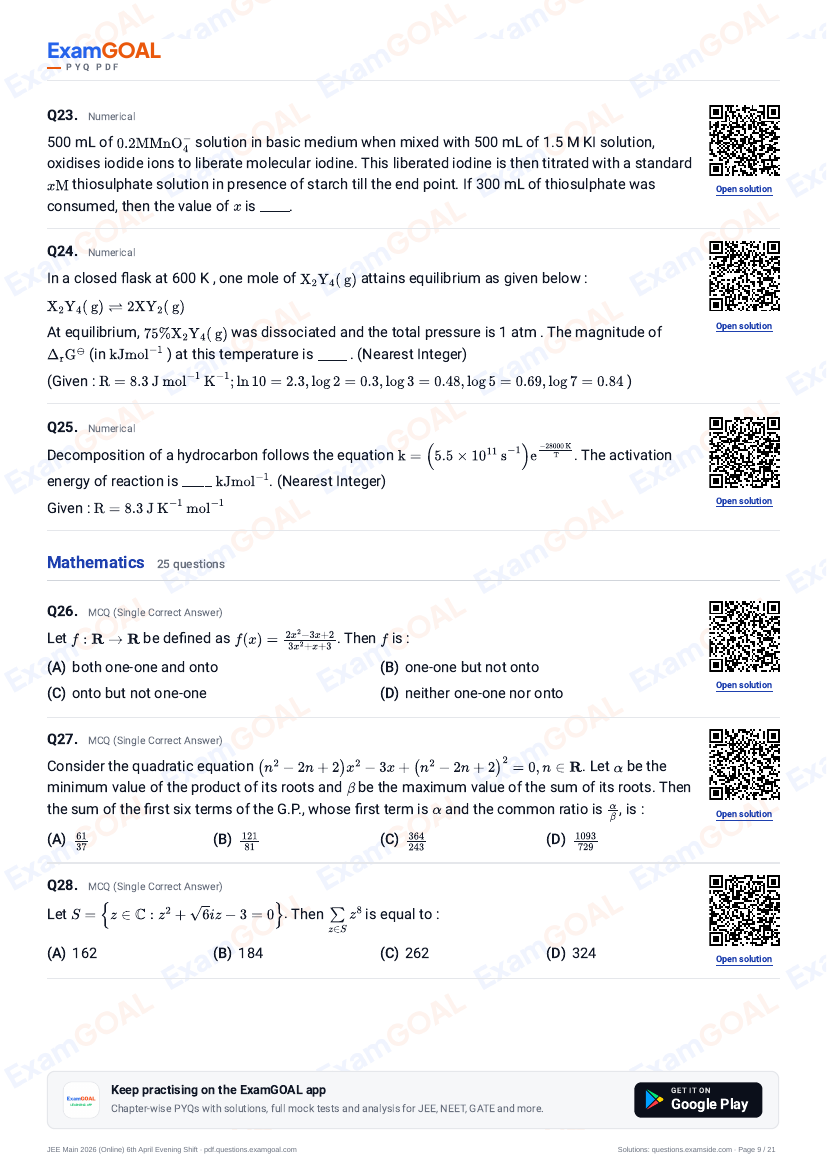 ExamGOAL
PYQ PDF
Q23. Numerical
500 mL of 0.2MMnO₄⁻ solution in basic medium when mixed with 500 mL of 1.5 M KI solution,
oxidises iodide ions to liberate molecular iodine. This liberated iodine is then titrated with a standard
xM thiosulphate solution in presence of starch till the end point. If 300 mL of thiosulphate was
consumed, then the value of x is ____.
Open solution
Q24. Numerical
In a closed flask at 600 K , one mole of X₂Y₄( g) attains equilibrium as given below :
X₂Y₄( g) ⇌ 2XY₂( g)
At equilibrium, 75%X₂Y₄( g) was dissociated and the total pressure is 1 atm . The magnitude of
ΔᵣG⊖ (in kJmol⁻¹ ) at this temperature is ____ . (Nearest Integer)
(Given : R = 8.3 J mol⁻¹ K⁻¹; ln 10 = 2.3, log 2 = 0.3, log 3 = 0.48, log 5 = 0.69, log 7 = 0.84 )
Open solution
Q25. Numerical
Decomposition of a hydrocarbon follows the equation k = (5.5 × 10¹¹ s⁻¹)e^(−28000 K/T). The activation
energy of reaction is ____ kJmol⁻¹. (Nearest Integer)
Given : R = 8.3 J K⁻¹ mol⁻¹
Open solution
Mathematics 25 questions
Q26. MCQ (Single Correct Answer)
Let f : R → R be defined as f(x) = (2x²−3x+2)/(3x²+x+3). Then f is :
(A) both one-one and onto (B) one-one but not onto
(C) onto but not one-one (D) neither one-one nor onto
Open solution
Q27. MCQ (Single Correct Answer)
Consider the quadratic equation (n² − 2n + 2)x² − 3x + (n² − 2n + 2)² = 0, n ∈ R. Let α be the
minimum value of the product of its roots and β be the maximum value of the sum of its roots. Then
the sum of the first six terms of the G.P., whose first term is α and the common ratio is α/β, is :
(A) 61/37 (B) 121/81 (C) 364/243 (D) 1093/729
Open solution
Q28. MCQ (Single Correct Answer)
Let S = {z ∈ ℂ : z² + √6iz − 3 = 0}. Then ∑_(z∈S) z⁸ is equal to :
(A) 162 (B) 184 (C) 262 (D) 324
Open solution
Keep practising on the ExamGOAL app
Chapter-wise PYQs with solutions, full mock tests and analysis for JEE, NEET, GATE and more.
GET IT ON
Google Play
JEE Main 2026 (Online) 6th April Evening Shift · pdf.questions.examgoal.com
Solutions: questions.examside.com · Page 9 / 21